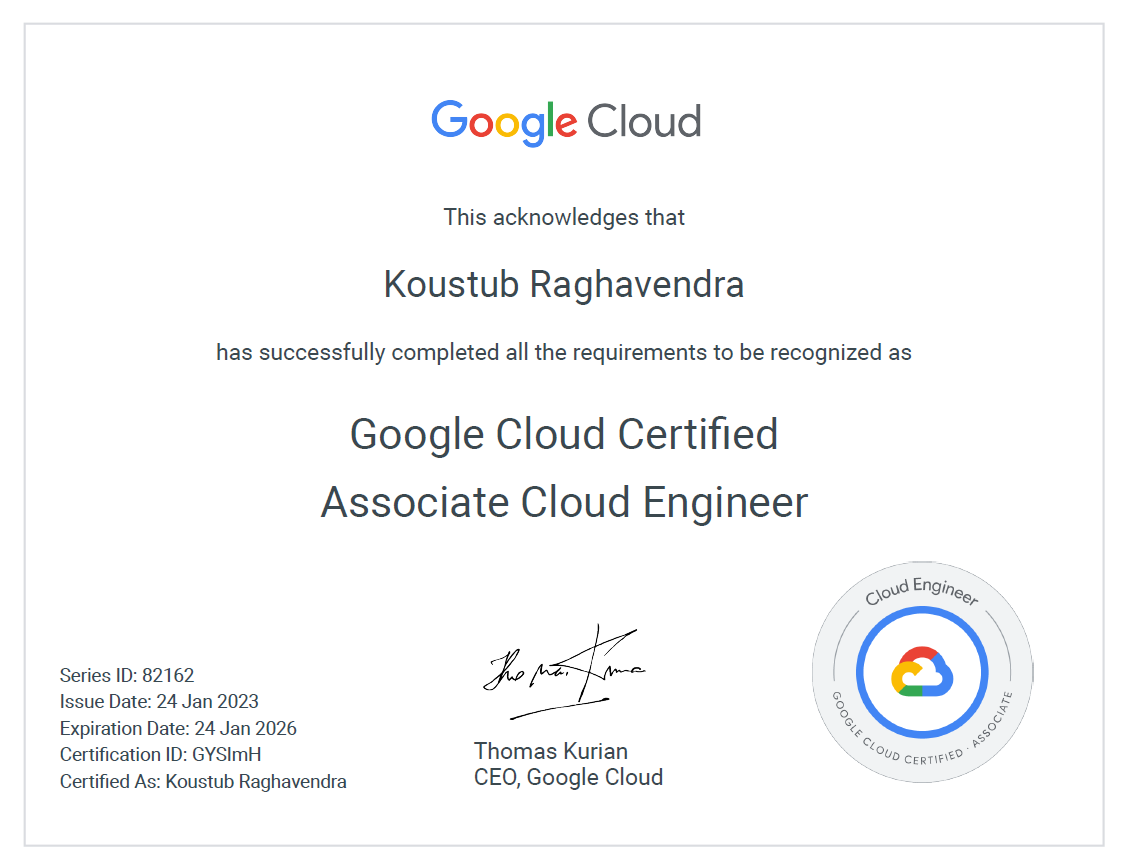 Google Cloud
This acknowledges that
Koustub Raghavendra
has successfully completed all the requirements to be recognized as
Google Cloud Certified
Associate Cloud Engineer
Series ID: 82162
Issue Date: 24 Jan 2023
Expiration Date: 24 Jan 2026
Certification ID: GYSlmH
Certified As: Koustub Raghavendra
Thomas Kurian
CEO, Google Cloud
Cloud Engineer
GOOGLE CLOUD CERTIFIED · ASSOCIATE